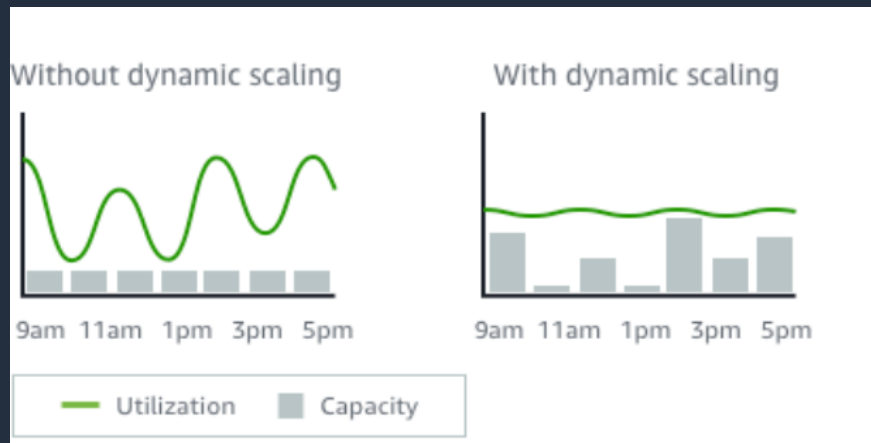 Without dynamic scaling
With dynamic scaling
9am 11am 1pm 3pm 5pm
9am 11am 1pm 3pm 5pm
Utilization
Capacity